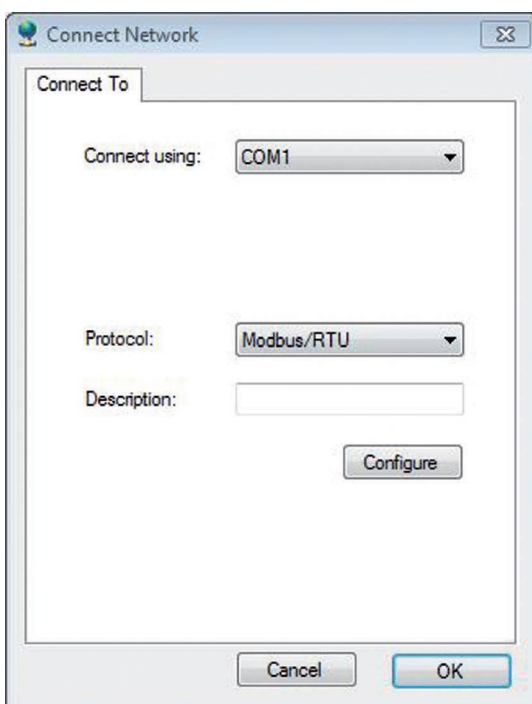 Connect Network
Connect To
Connect using: COM1
Protocol: Modbus/RTU
Description:
Configure
Cancel OK